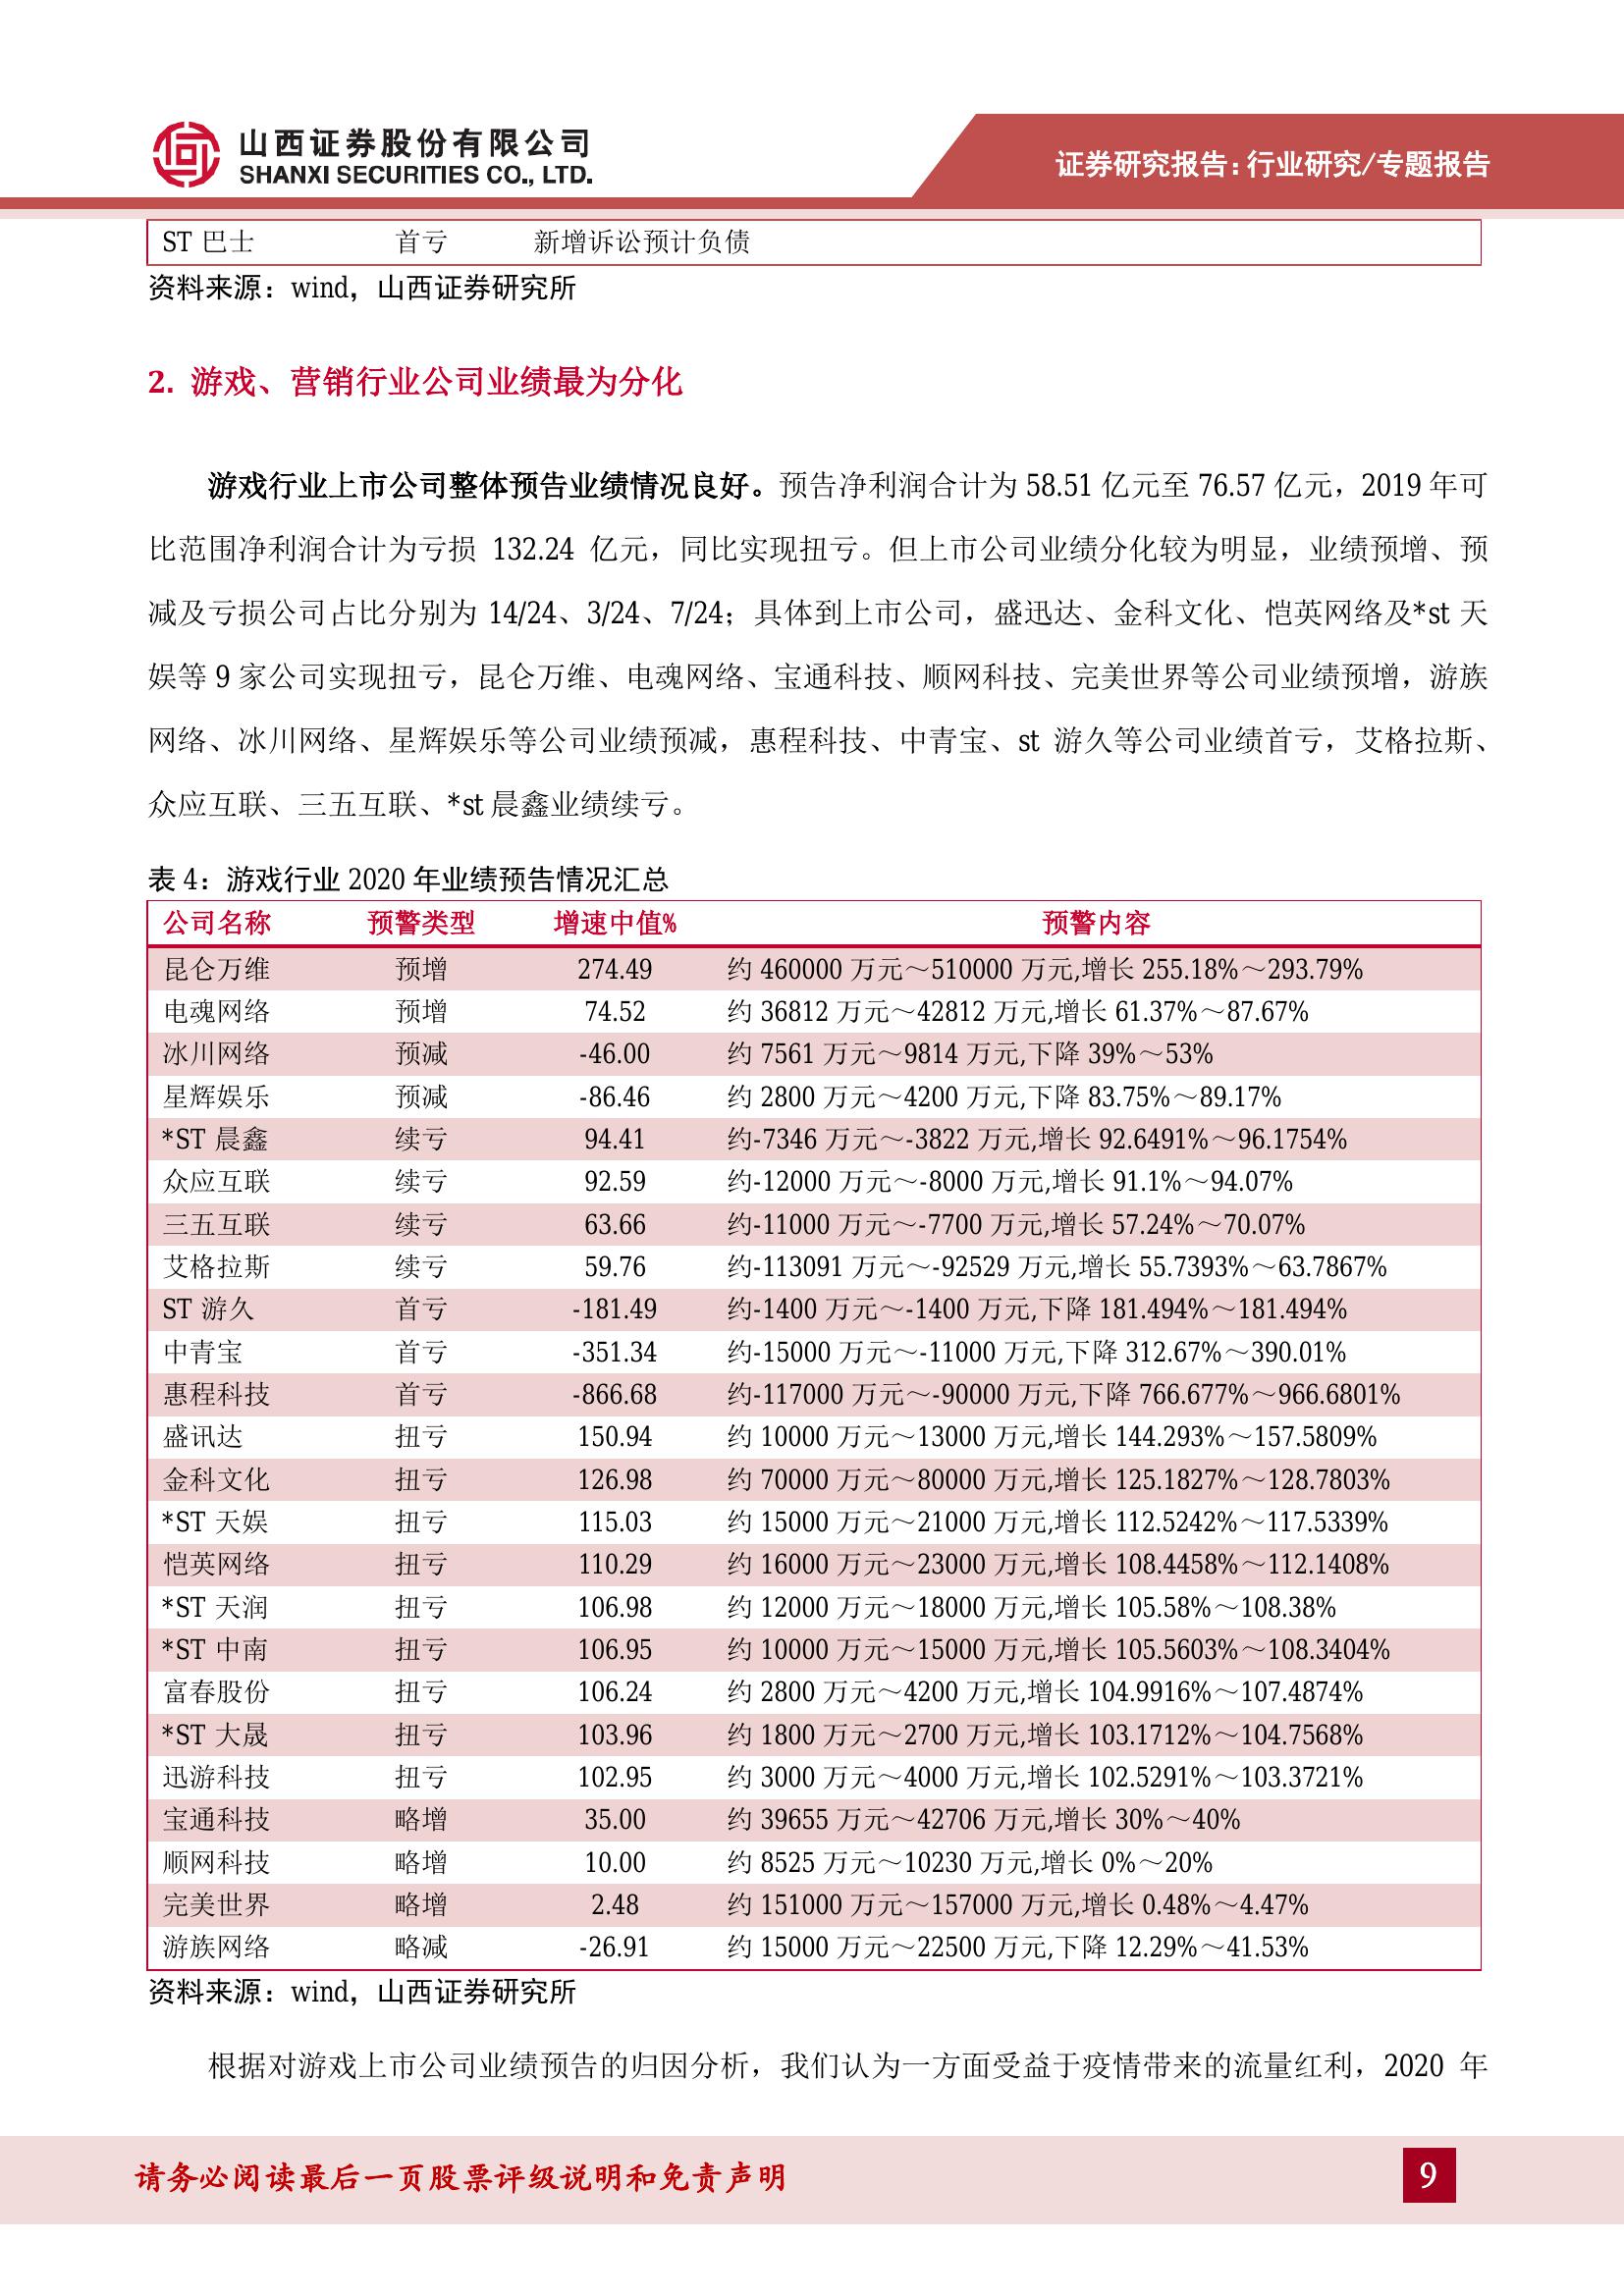 山西证券股份有限公司
SHANXI SECURITIES CO., LTD.
证券研究报告：行业研究/专题报告
ST 巴士 首亏 新增诉讼预计负债
资料来源：wind，山西证券研究所
2. 游戏、营销行业公司业绩最为分化
游戏行业上市公司整体预告业绩情况良好。预告净利润合计为 58.51 亿元至 76.57 亿元，2019 年可
比范围净利润合计为亏损 132.24 亿元，同比实现扭亏。但上市公司业绩分化较为明显，业绩预增、预
减及亏损公司占比分别为 14/24、3/24、7/24；具体到上市公司，盛迅达、金科文化、恺英网络及*st 天
娱等 9 家公司实现扭亏，昆仑万维、电魂网络、宝通科技、顺网科技、完美世界等公司业绩预增，游族
网络、冰川网络、星辉娱乐等公司业绩预减，惠程科技、中青宝、st 游久等公司业绩首亏，艾格拉斯、
众应互联、三五互联、*st 晨鑫业绩续亏。
表 4：游戏行业 2020 年业绩预告情况汇总
公司名称 预警类型 增速中值% 预警内容
昆仑万维 预增 274.49 约 460000 万元～510000 万元,增长 255.18%～293.79%
电魂网络 预增 74.52 约 36812 万元～42812 万元,增长 61.37%～87.67%
冰川网络 预减 -46.00 约 7561 万元～9814 万元,下降 39%～53%
星辉娱乐 预减 -86.46 约 2800 万元～4200 万元,下降 83.75%～89.17%
*ST 晨鑫 续亏 94.41 约-7346 万元～-3822 万元,增长 92.6491%～96.1754%
众应互联 续亏 92.59 约-12000 万元～-8000 万元,增长 91.1%～94.07%
三五互联 续亏 63.66 约-11000 万元～-7700 万元,增长 57.24%～70.07%
艾格拉斯 续亏 59.76 约-113091 万元～-92529 万元,增长 55.7393%～63.7867%
ST 游久 首亏 -181.49 约-1400 万元～-1400 万元,下降 181.494%～181.494%
中青宝 首亏 -351.34 约-15000 万元～-11000 万元,下降 312.67%～390.01%
惠程科技 首亏 -866.68 约-117000 万元～-90000 万元,下降 766.677%～966.6801%
盛讯达 扭亏 150.94 约 10000 万元～13000 万元,增长 144.293%～157.5809%
金科文化 扭亏 126.98 约 70000 万元～80000 万元,增长 125.1827%～128.7803%
*ST 天娱 扭亏 115.03 约 15000 万元～21000 万元,增长 112.5242%～117.5339%
恺英网络 扭亏 110.29 约 16000 万元～23000 万元,增长 108.4458%～112.1408%
*ST 天润 扭亏 106.98 约 12000 万元～18000 万元,增长 105.58%～108.38%
*ST 中南 扭亏 106.95 约 10000 万元～15000 万元,增长 105.5603%～108.3404%
富春股份 扭亏 106.24 约 2800 万元～4200 万元,增长 104.9916%～107.4874%
*ST 大晟 扭亏 103.96 约 1800 万元～2700 万元,增长 103.1712%～104.7568%
迅游科技 扭亏 102.95 约 3000 万元～4000 万元,增长 102.5291%～103.3721%
宝通科技 略增 35.00 约 39655 万元～42706 万元,增长 30%～40%
顺网科技 略增 10.00 约 8525 万元～10230 万元,增长 0%～20%
完美世界 略增 2.48 约 151000 万元～157000 万元,增长 0.48%～4.47%
游族网络 略减 -26.91 约 15000 万元～22500 万元,下降 12.29%～41.53%
资料来源：wind，山西证券研究所
根据对游戏上市公司业绩预告的归因分析，我们认为一方面受益于疫情带来的流量红利，2020 年
请务必阅读最后一页股票评级说明和免责声明
9